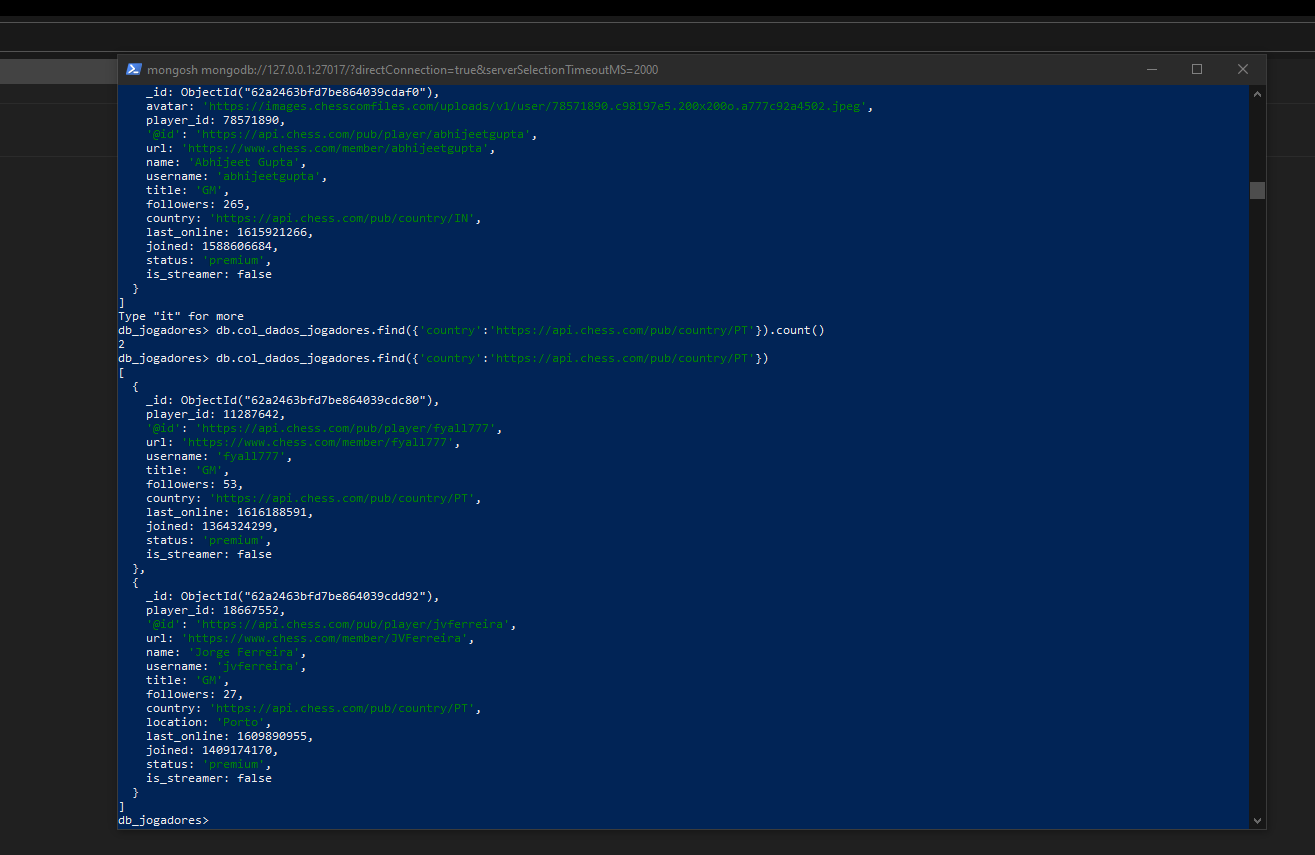 mongosh mongodb://127.0.0.1:27017/?directConnection=true&serverSelectionTimeoutMS=2000
_id: ObjectId("62a2463bfd7be864039cdaf0"),
avatar: 'https://images.chesscomfiles.com/uploads/v1/user/78571890.c98197e5.200x200o.a777c92a4502.jpeg',
player_id: 78571890,
'@id': 'https://api.chess.com/pub/player/abhijeetgupta',
url: 'https://www.chess.com/member/abhijeetgupta',
name: 'Abhijeet Gupta',
username: 'abhijeetgupta',
title: 'GM',
followers: 265,
country: 'https://api.chess.com/pub/country/IN',
last_online: 1615921266,
joined: 1588606684,
status: 'premium',
is_streamer: false
}
]
Type "it" for more
db_jogadores> db.col_dados_jogadores.find({'country':'https://api.chess.com/pub/country/PT'}).count()
2
db_jogadores> db.col_dados_jogadores.find({'country':'https://api.chess.com/pub/country/PT'})
[
{
_id: ObjectId("62a2463bfd7be864039cdc80"),
player_id: 11287642,
'@id': 'https://api.chess.com/pub/player/fyall777',
url: 'https://www.chess.com/member/fyall777',
username: 'fyall777',
title: 'GM',
followers: 53,
country: 'https://api.chess.com/pub/country/PT',
last_online: 1616188591,
joined: 1364324299,
status: 'premium',
is_streamer: false
},
{
_id: ObjectId("62a2463bfd7be864039cdd92"),
player_id: 18667552,
'@id': 'https://api.chess.com/pub/player/jvferreira',
url: 'https://www.chess.com/member/JVFerreira',
name: 'Jorge Ferreira',
username: 'jvferreira',
title: 'GM',
followers: 27,
country: 'https://api.chess.com/pub/country/PT',
location: 'Porto',
last_online: 1609890955,
joined: 1409174170,
status: 'premium',
is_streamer: false
}
]
db_jogadores>